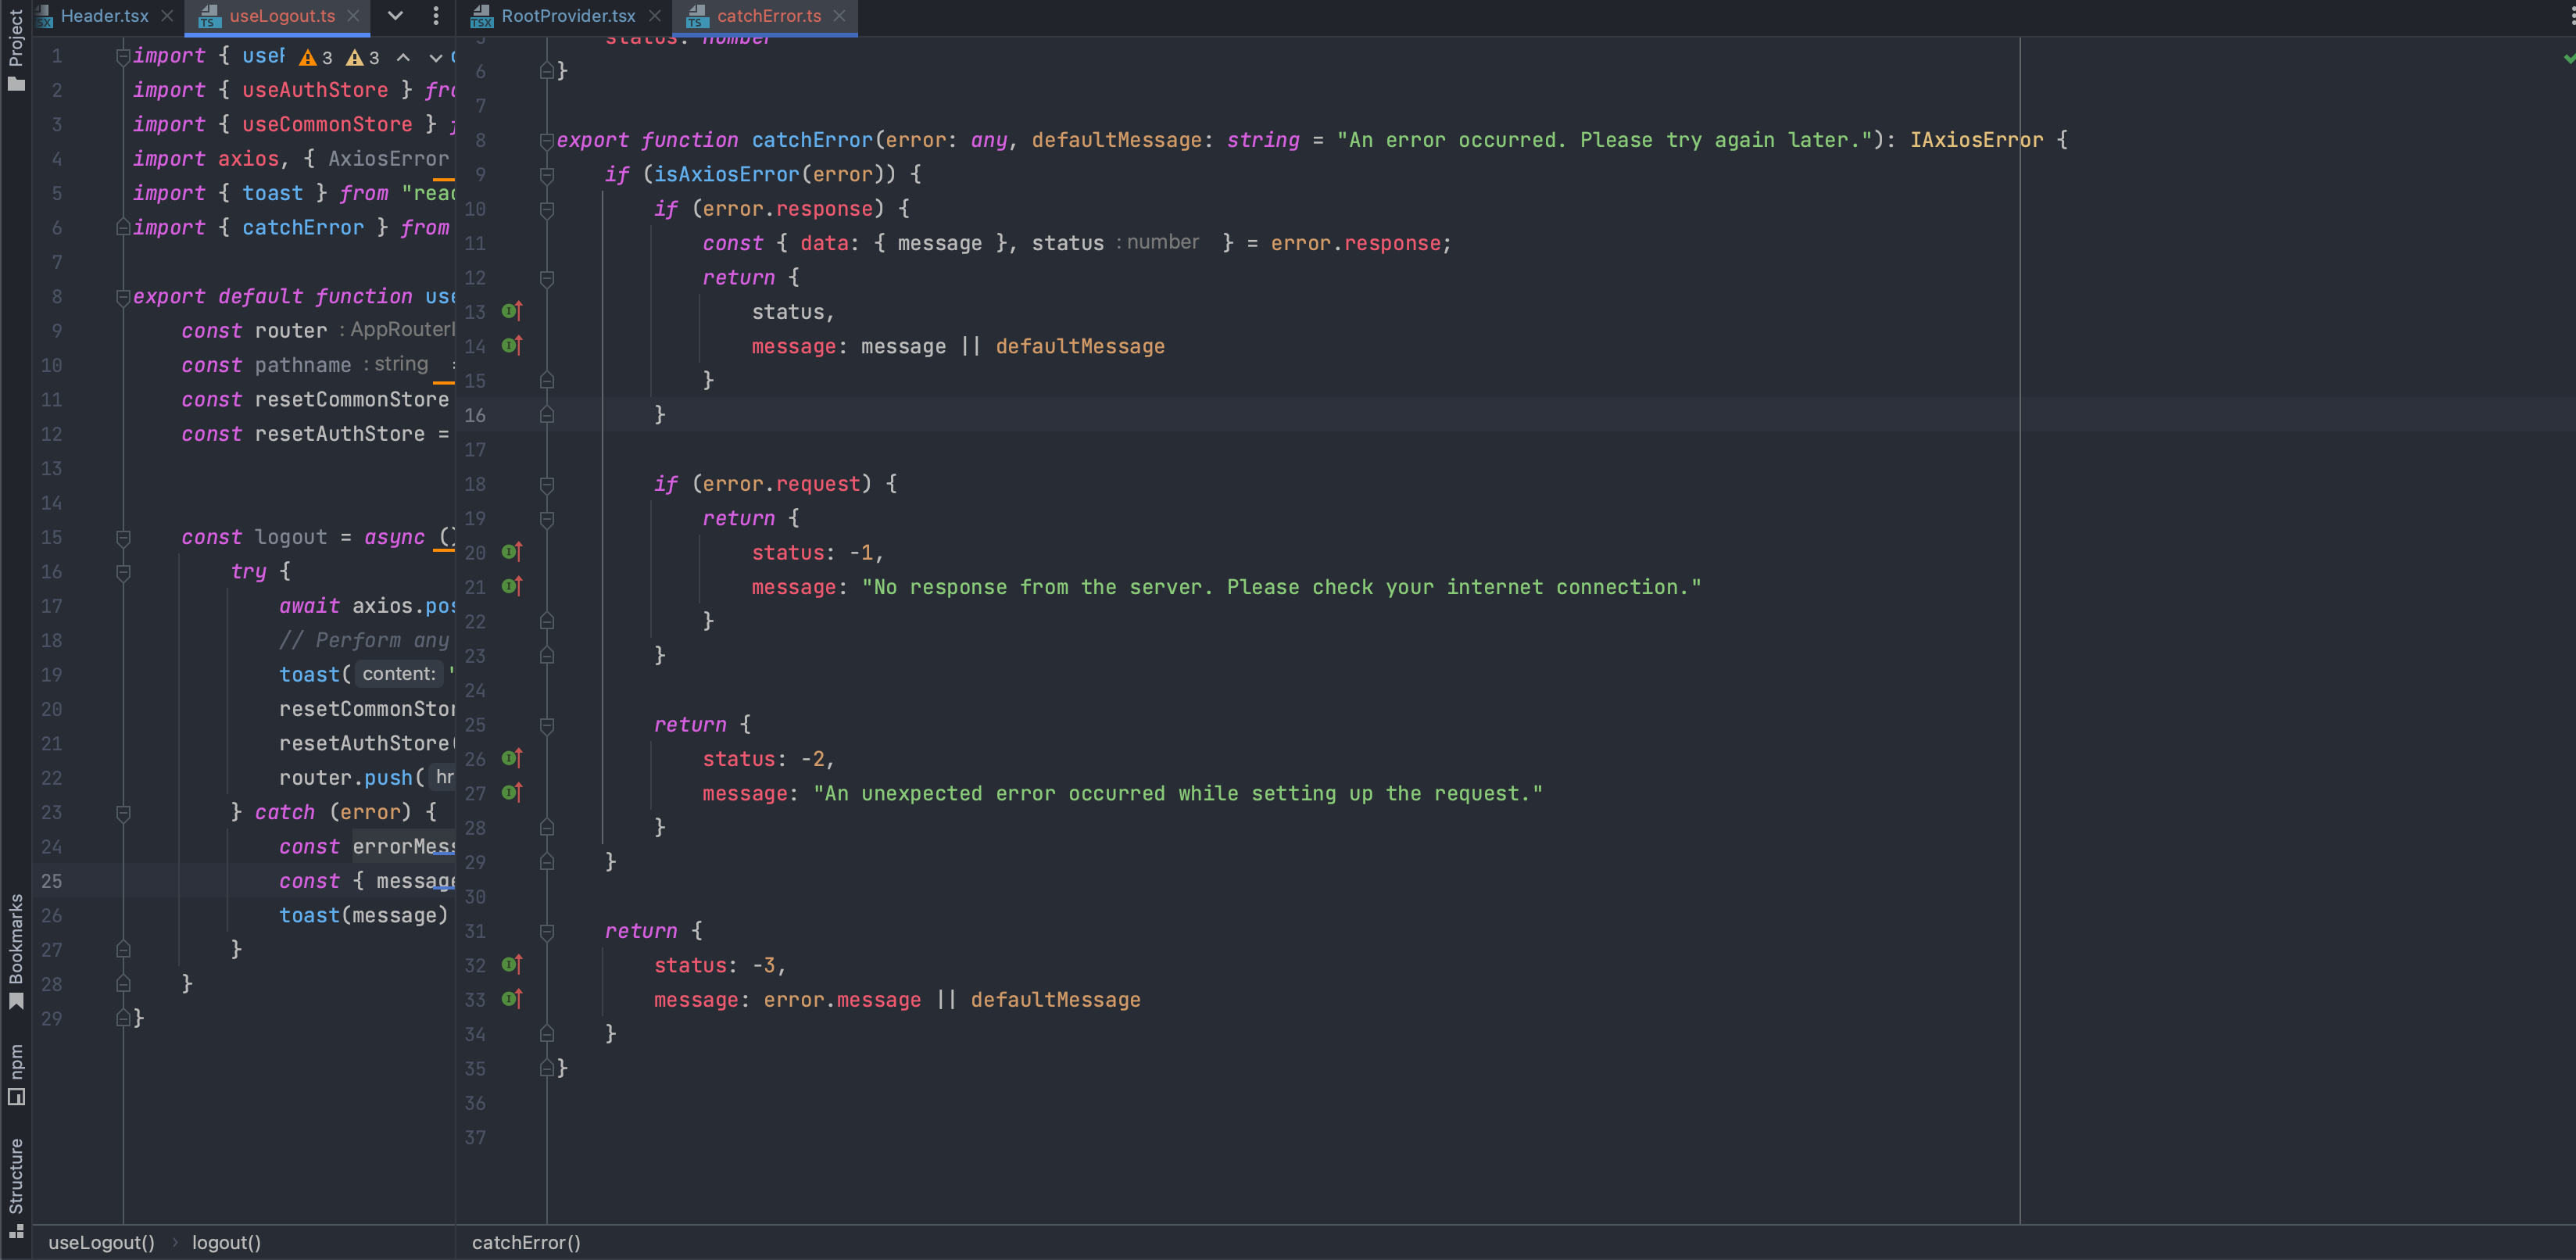 Project
Bookmarks
npm
Structure
Header.tsx
useLogout.ts
3 3
1 import {
2 import { useAuthStore }
3 import { useCommonStore }
4 import axios, { AxiosError
5 import { toast } from
6 import { catchError } from
7
8 export default function
9 const router :
10 const pathname : string =
11 const resetCommonStore
12 const resetAuthStore =
13
14
15 const logout = async ()
16 try {
17 await axios.
18 // Perform any
19 toast( content: "
20
21 resetAuthStore(
22 router.push(
23 } catch (error) {
24 const
25 const { message
26 toast(message)
27 }
28 }
29 }
useLogout() › logout()
RootProvider.tsx
catchError.ts
5 status: number
6 }
7
8 export function catchError(error: any, defaultMessage: string = "An error occurred. Please try again later."): IAxiosError {
9 if (isAxiosError(error)) {
10 if (error.response) {
11 const { data: { message }, status : number } = error.response;
12 return {
13 status,
14 message: message || defaultMessage
15 }
16 }
17
18 if (error.request) {
19 return {
20 status: -1,
21 message: "No response from the server. Please check your internet connection."
22 }
23 }
24
25 return {
26 status: -2,
27 message: "An unexpected error occurred while setting up the request."
28 }
29 }
30
31 return {
32 status: -3,
33 message: error.message || defaultMessage
34 }
35 }
36
37
catchError()